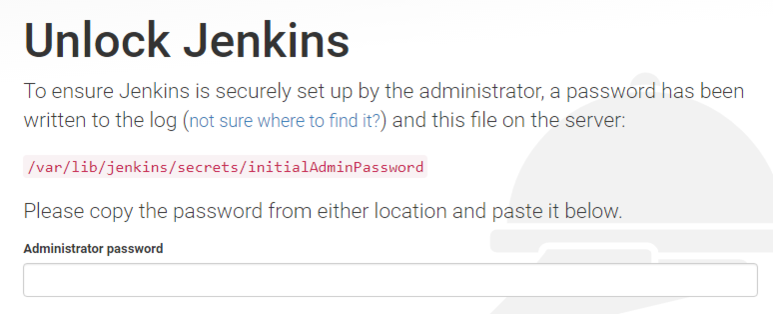 Unlock Jenkins
To ensure Jenkins is securely set up by the administrator, a password has been
written to the log (not sure where to find it?) and this file on the server:
/var/lib/jenkins/secrets/initialAdminPassword
Please copy the password from either location and paste it below.
Administrator password